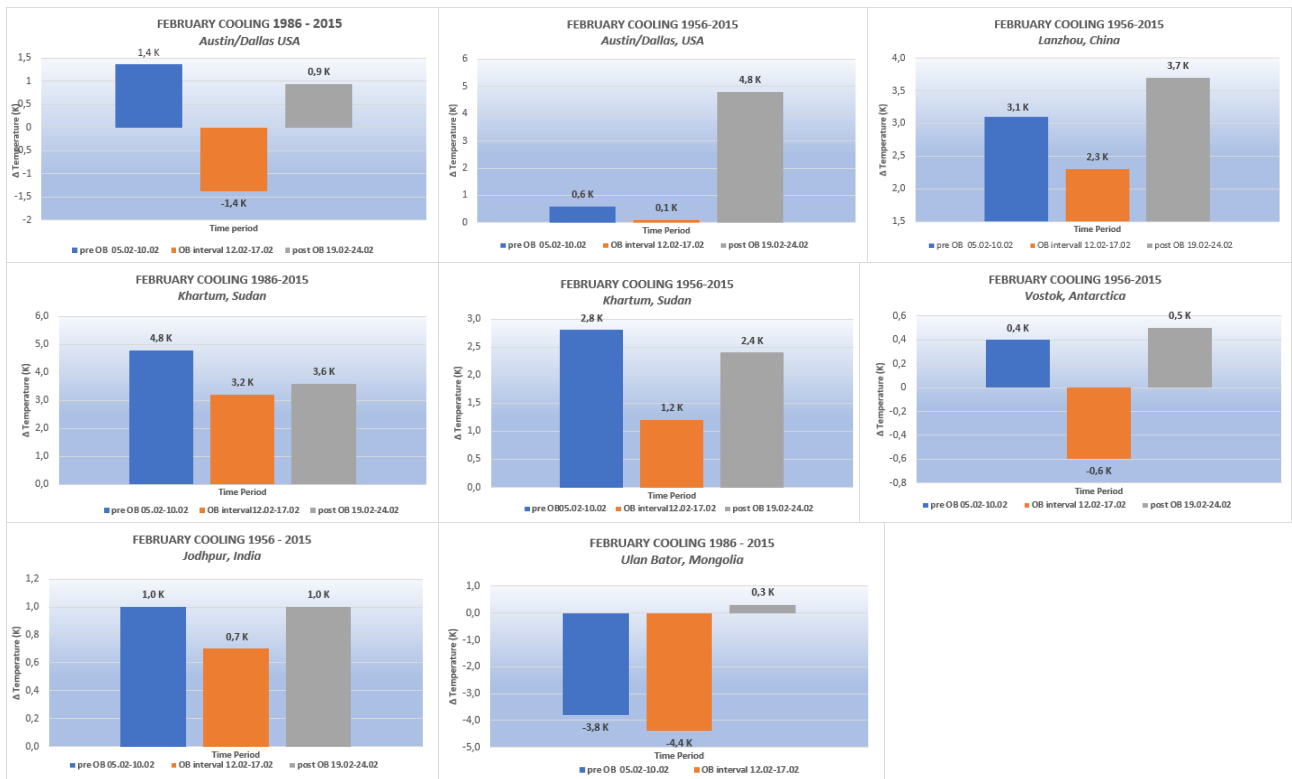 FEBRUARY COOLING 1986 - 2015
Austin/Dallas USA
1,4 K
1,5
1
0,5
0
-0,5
-1
-1,5
-2
Δ Temperature (K)
0,9 K
-1,4 K
Time Period
pre OB 05.02-10.02 OB intervall 12.02-17.02 post OB 19.02-24.02
FEBRUARY COOLING 1956-2015
Austin/Dallas, USA
6
5
4
3
2
1
0
Δ Temperature (K)
0,6 K
0,1 K
4,8 K
Time Period
pre OB 05.02-10.02 OB interval 12.02-17.02 post OB 19.02-24.02
FEBRUARY COOLING 1956-2015
Lanzhou, China
4,0
3,5
3,0
2,5
2,0
1,5
Δ Temperature (K)
3,1 K
2,3 K
3,7 K
Time Period
pre OB 05.02-10.02 OB interval 12.02-17.02 post OB 19.02-24.02
FEBRUARY COOLING 1986-2015
Khartum, Sudan
6,0
5,0
4,0
3,0
2,0
1,0
0,0
Δ Temperature (K)
4,8 K
3,2 K
3,6 K
Time Period
pre OB 05.02-10.02 OB interval 12.02-17.02 post OB 19.02-24.02
FEBRUARY COOLING 1956-2015
Khartum, Sudan
3,0
2,5
2,0
1,5
1,0
0,5
0,0
Δ Temperature (K)
2,8 K
1,2 K
2,4 K
Time Period
pre OB05.02-10.02 OB interval12.02-17.02 post OB 19.02-24.02
FEBRUARY COOLING 1956-2015
Vostok, Antarctica
0,6
0,4
0,2
0
-0,2
-0,4
-0,6
-0,8
Δ Temperature (K)
0,4 K
-0,6 K
0,5 K
Time Period
pre OB 05.02-10.02 OB interval 12.02-17.02 post OB 19.02-24.02
FEBRUARY COOLING 1956 - 2015
Jodhpur, India
1,2
1,0
0,8
0,6
0,4
0,2
0,0
Δ Temperature (K)
1,0 K
0,7 K
1,0 K
Time Period
pre OB 05.02-10.02 OB interval 12.02-17.02 post OB 19.02-24.02
FEBRUARY COOLING 1986 - 2015
Ulan Bator, Mongolia
1,0
0,0
-1,0
-2,0
-3,0
-4,0
-5,0
Δ Temperature (K)
-3,8 K
-4,4 K
0,3 K
Time Period
pre OB 05.02-10.02 OB interval 12.02-17.02